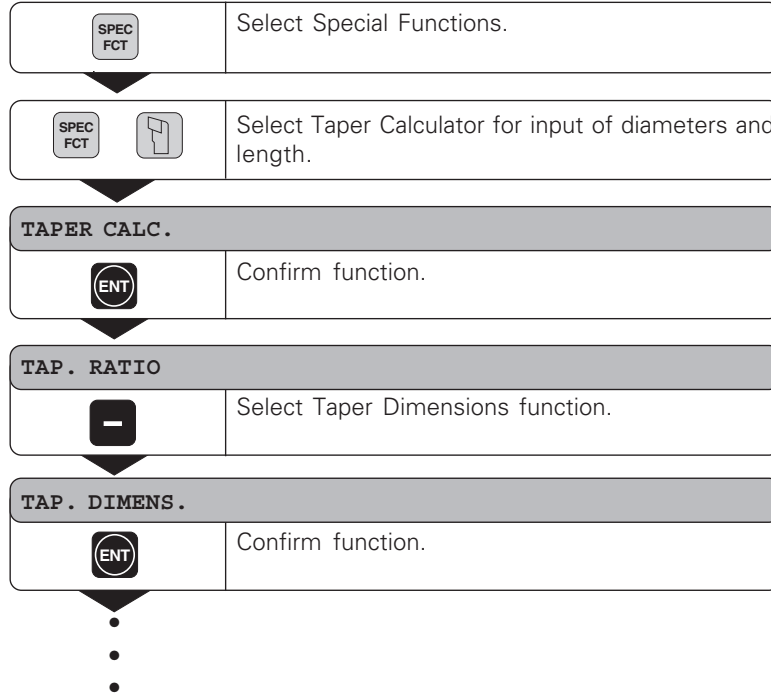 SPEC
FCT
Select Special Functions.
SPEC
FCT
Select Taper Calculator for input of diameters and
length.
TAPER CALC.
ENT
Confirm function.
TAP. RATIO
–
Select Taper Dimensions function.
TAP. DIMENS.
ENT
Confirm function.